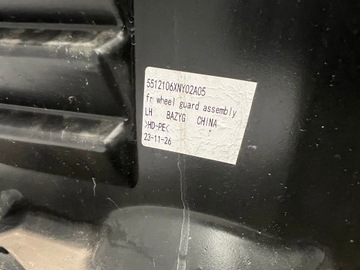 5512106XNY02A05
fr wheel guard assembly
LH BAZYG CHINA
>HD-PE<
23-11-26